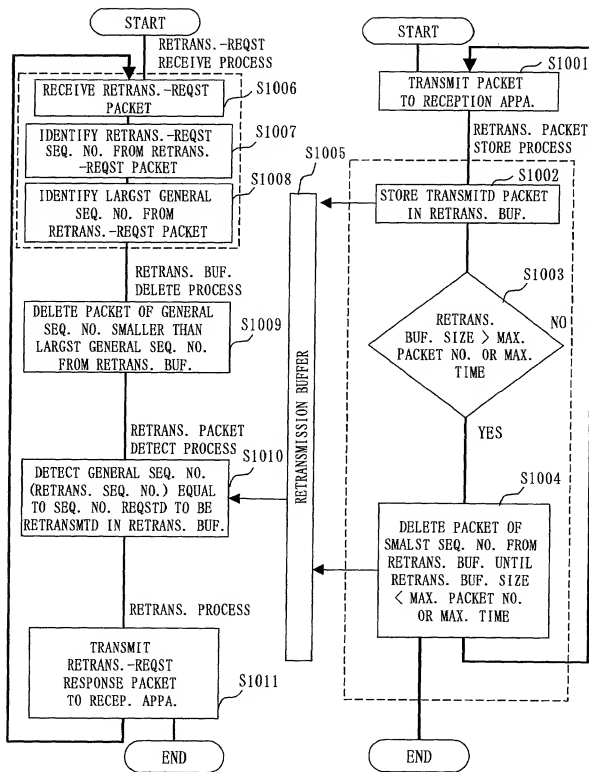 START
RETRANS.-REQST
RECEIVE PROCESS
RECEIVE RETRANS.-REQST
PACKET
S1006
IDENTIFY RETRANS.-REQST
SEQ. NO. FROM RETRANS.
-REQST PACKET
S1007
IDENTIFY LARGST GENERAL
SEQ. NO. FROM
RETRANS.-REQST PACKET
S1008
RETRANS. BUF.
DELETE PROCESS
DELETE PACKET OF GENERAL
SEQ. NO. SMALLER THAN
LARGST GENERAL SEQ. NO.
FROM RETRANS. BUF.
S1009
RETRANS. PACKET
DETECT PROCESS
S1010
DETECT GENERAL SEQ. NO.
(RETRANS. SEQ. NO.) EQUAL
TO SEQ. NO. REQSTD TO BE
RETRANSMTD IN RETRANS. BUF.
RETRANS. PROCESS
TRANSMIT
RETRANS.-REQST
RESPONSE PACKET
TO RECEP. APPA.
S1011
END
S1005
RETRANSMISSION BUFFER
START
S1001
TRANSMIT PACKET
TO RECEPTION APPA.
RETRANS. PACKET
STORE PROCESS
S1002
STORE TRANSMITD PACKET
IN RETRANS. BUF.
S1003
RETRANS.
BUF. SIZE > MAX.
PACKET NO. OR MAX.
TIME
NO
YES
S1004
DELETE PACKET OF
SMALST SEQ. NO. FROM
RETRANS. BUF. UNTIL
RETRANS. BUF. SIZE
< MAX. PACKET NO.
OR MAX. TIME
END